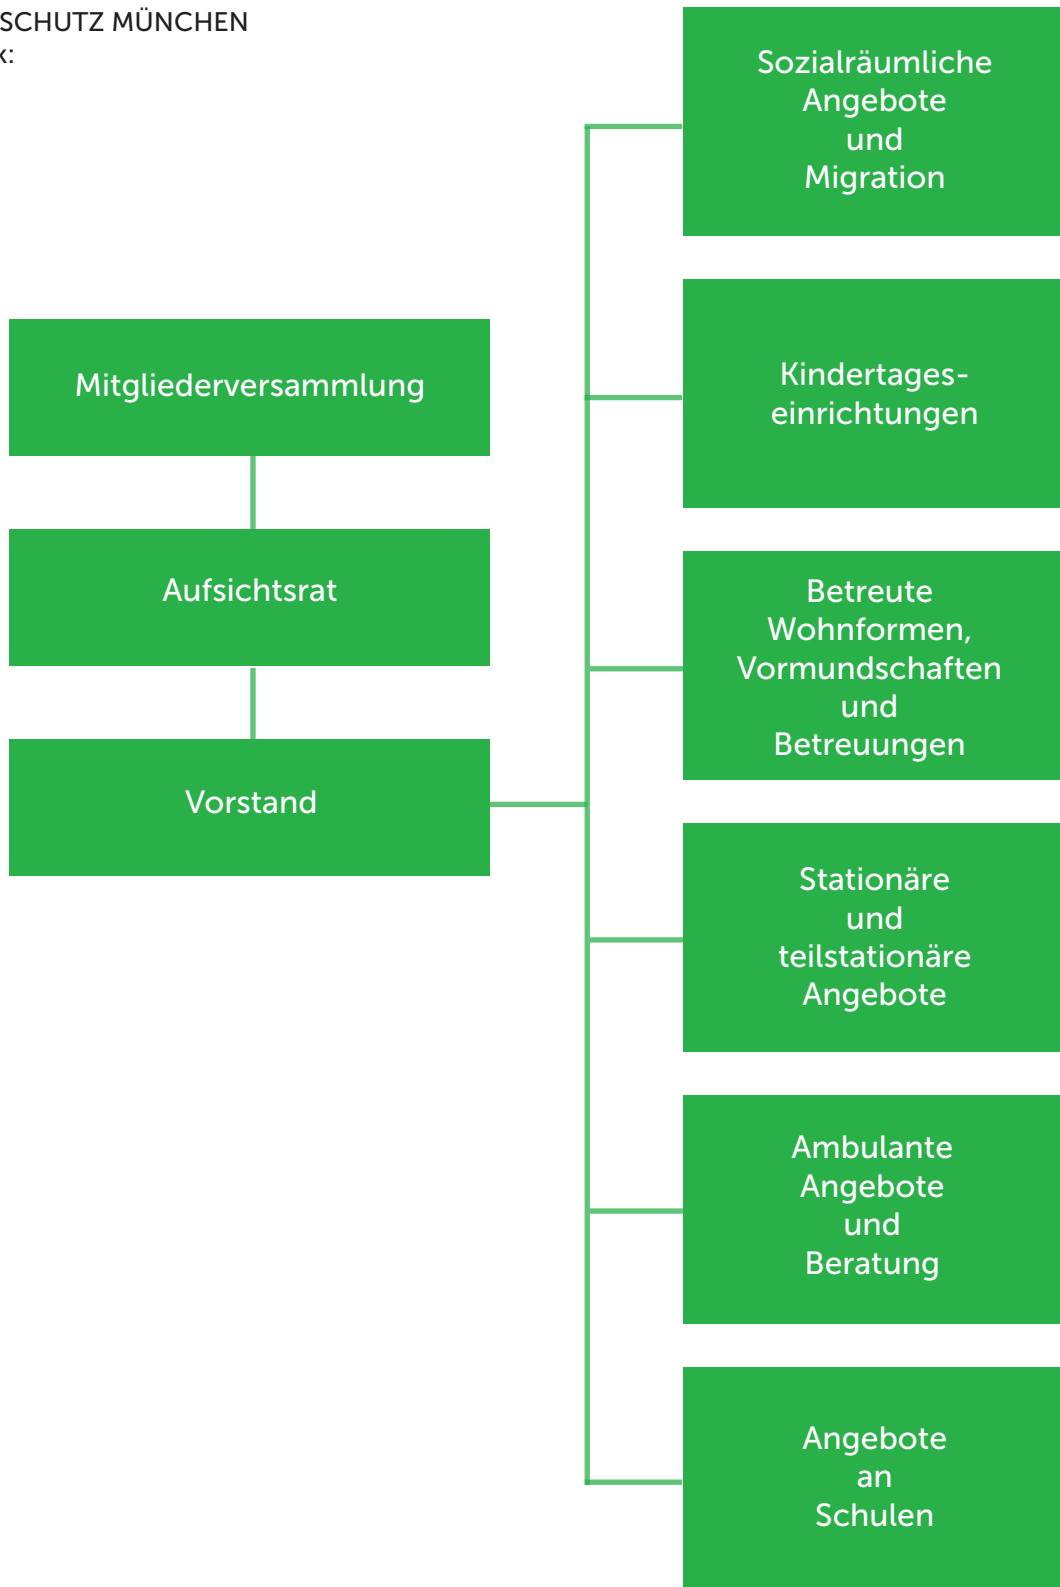 SCHUTZ MÜNCHEN
:
Mitgliederversammlung
Aufsichtsrat
Vorstand
Sozialräumliche
Angebote
und
Migration
Kindertages-
einrichtungen
Betreute
Wohnformen,
Vormundschaften
und
Betreuungen
Stationäre
und
teilstationäre
Angebote
Ambulante
Angebote
und
Beratung
Angebote
an
Schulen